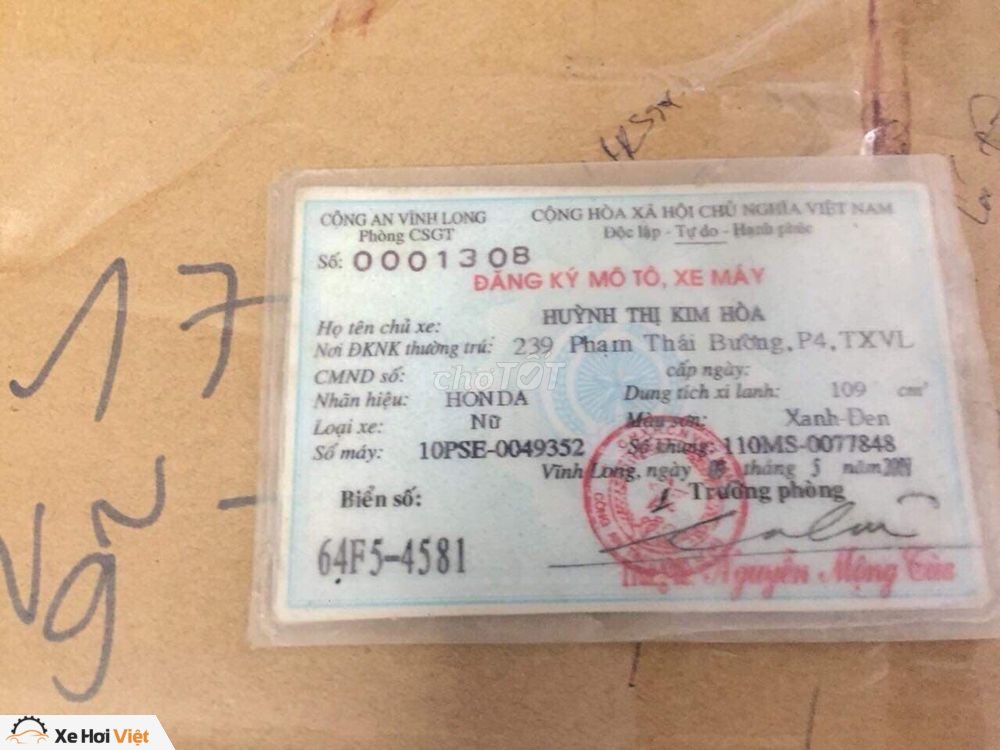 CÔNG AN VĨNH LONG
Phòng CSGT
CỘNG HÒA XÃ HỘI CHỦ NGHĨA VIỆT NAM
Độc lập - Tự do - Hạnh phúc
Số: 0001308
ĐĂNG KÝ MÔ TÔ, XE MÁY
Họ tên chủ xe: HUỲNH THỊ KIM HÒA
Nơi ĐKNK thường trú: 239 Phạm Thái Bường, P4, TXVL
CMND số: cấp ngày:
choTỐT
Nhãn hiệu: HONDA Dung tích xi lanh: 109 cm³
Loại xe: Nữ Màu sơn: Xanh-Đen
Số máy: 10PSE-0049352 Số khung: 110MS-0077848
Vĩnh Long, ngày tháng 5 năm
Trưởng phòng
Biển số:
64F5-4581
Nguyễn Mộng
17
Xe Hơi Việt